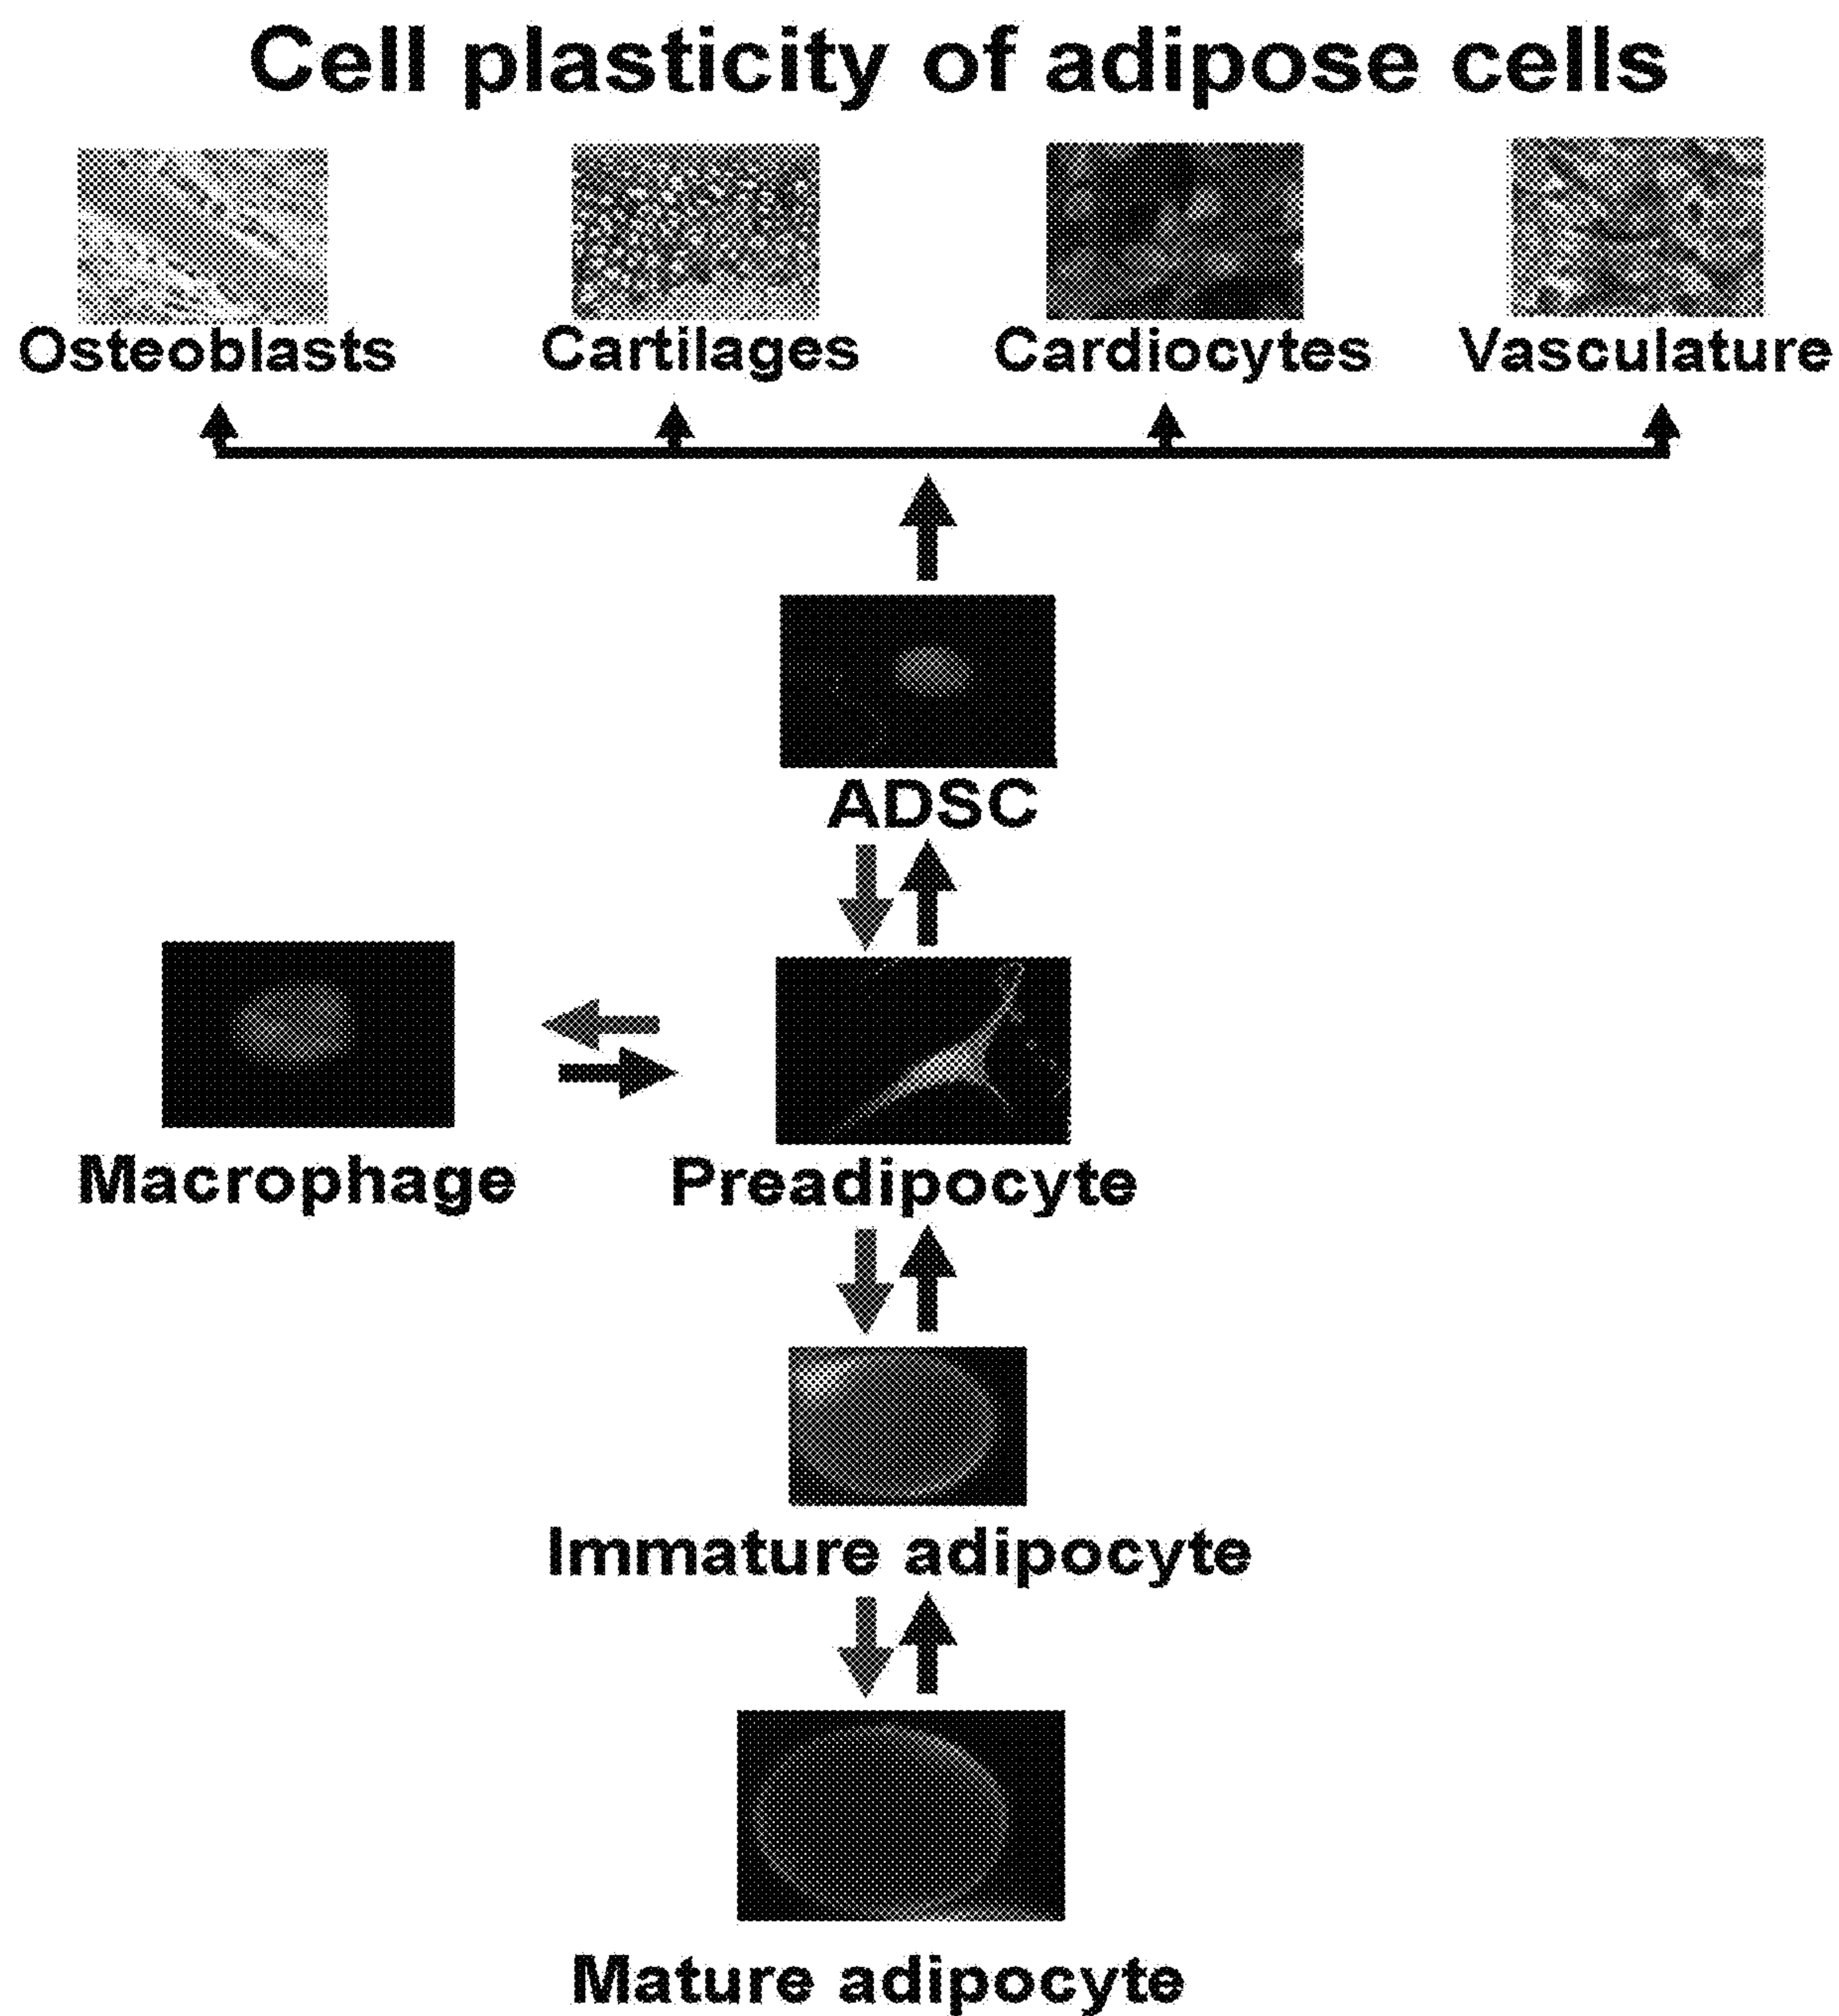 Cell plasticity of adipose cells
Osteoblasts Cartilages Cardiocytes Vasculature
ADSC
Macrophage Preadipocyte
Immature adipocyte
Mature adipocyte